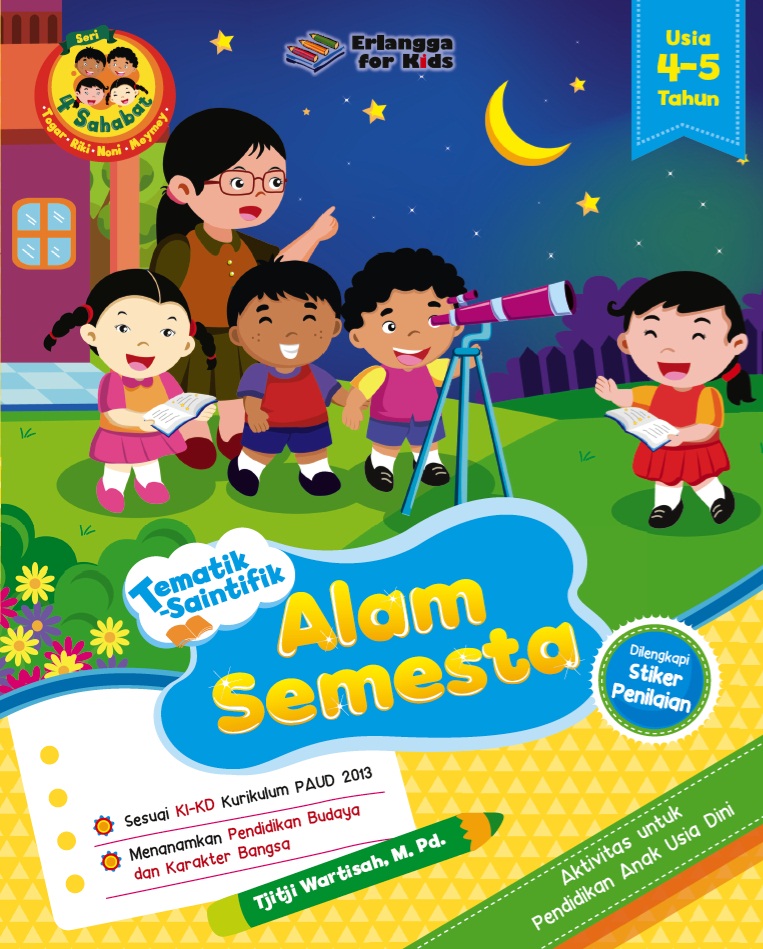 Seri
4 Sahabat
• Togar • Riki • Noni • Meymey •
Erlangga
for Kids
Usia
4-5
Tahun
Tematik
-Saintifik
Alam
Semesta
Dilengkapi
Stiker
Penilaian
Sesuai KI-KD Kurikulum PAUD 2013
Menanamkan Pendidikan Budaya
dan Karakter Bangsa
Tjitji Wartisah, M. Pd.
Aktivitas untuk
Pendidikan Anak Usia Dini